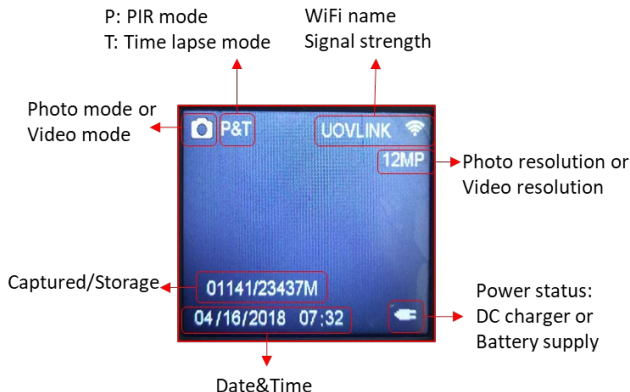 P: PIR mode
T: Time lapse mode
WiFi name
Signal strength
Photo mode or
Video mode
P&T
UOVLINK
12MP
Photo resolution or
Video resolution
Captured/Storage
01141/23437M
04/16/2018 07:32
Power status:
DC charger or
Battery supply
Date&Time